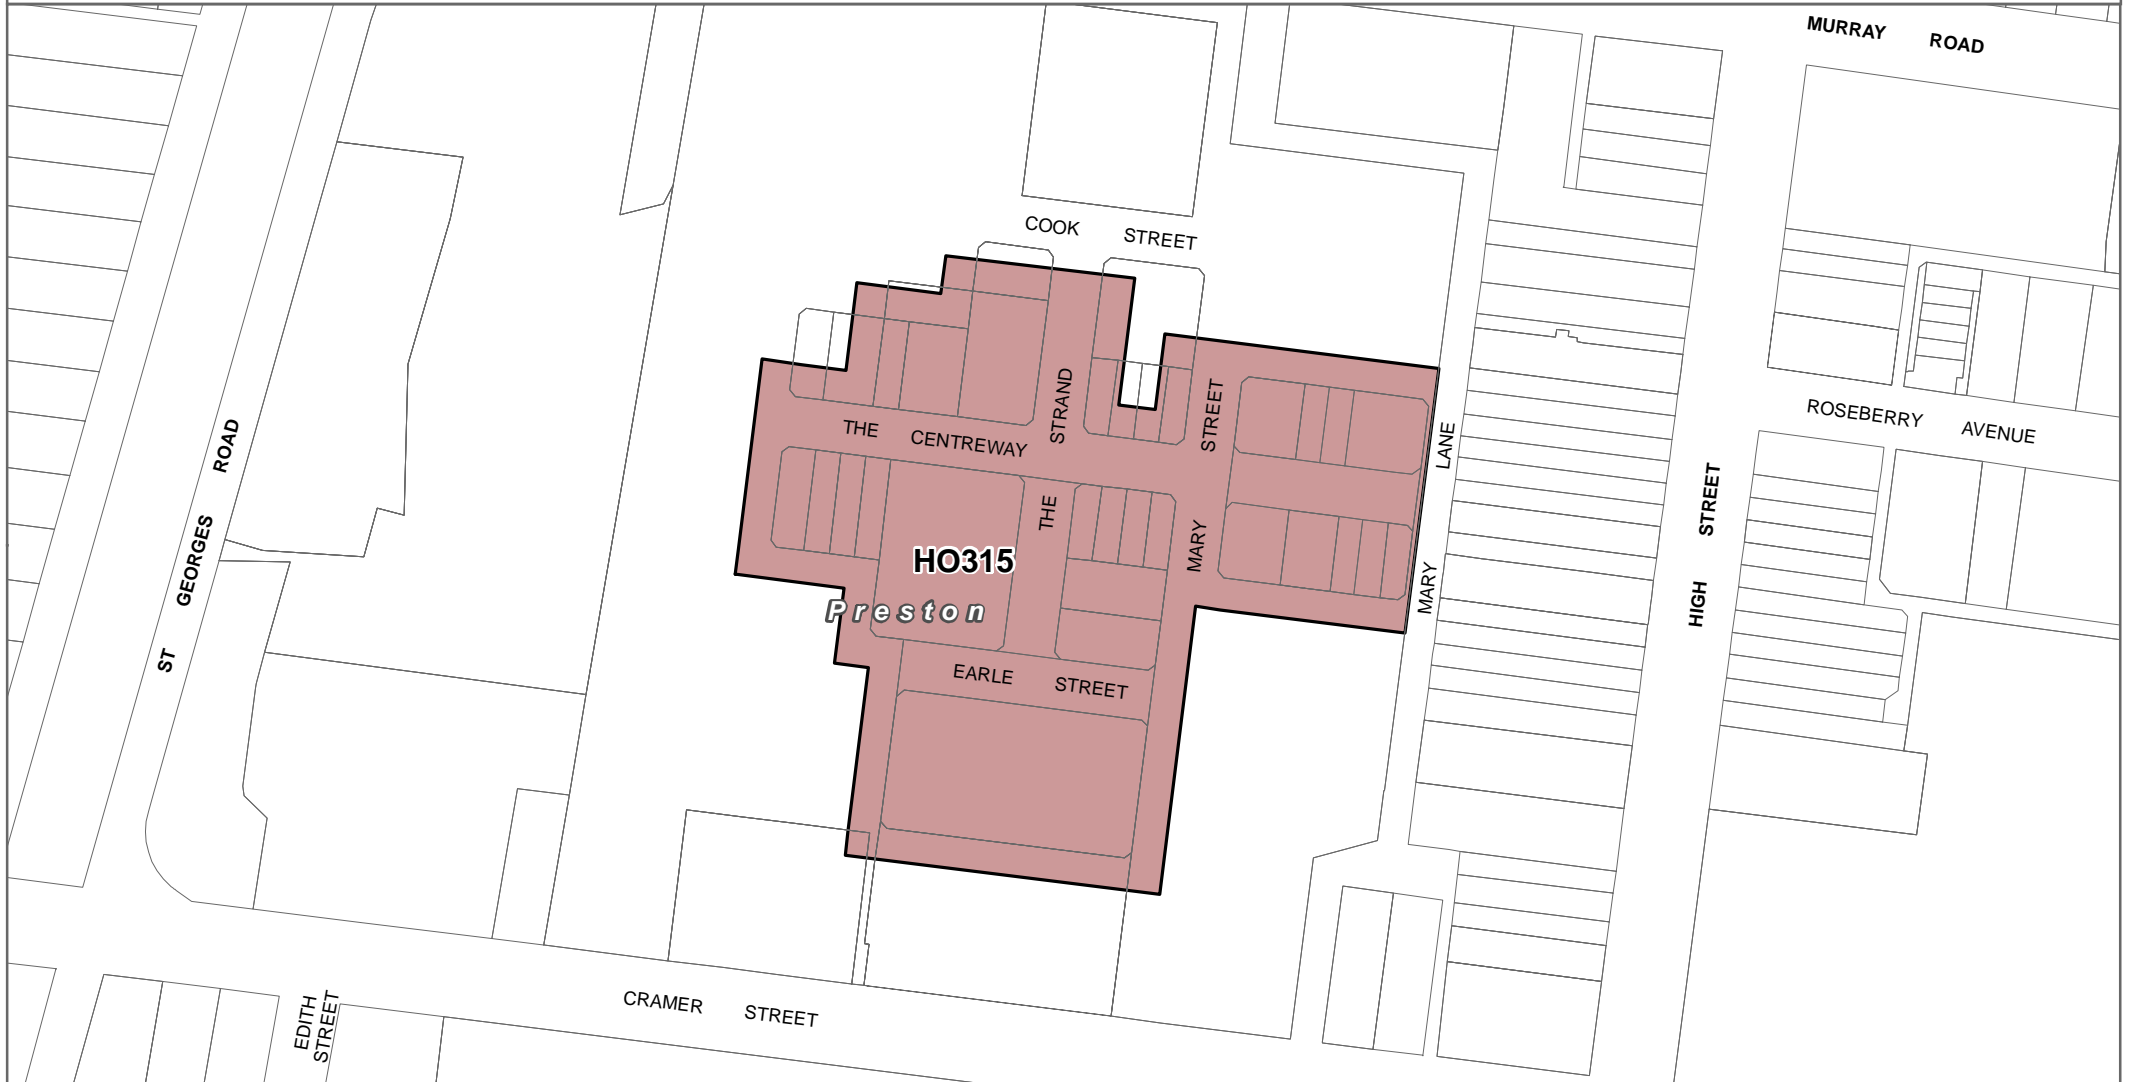 MURRAY ROAD
COOK STREET
THE STRAND
THE CENTREWAY
MARY STREET
MARY LANE
ROSEBERRY AVENUE
ST GEORGES ROAD
HIGH STREET
HO315
Preston
EARLE STREET
CRAMER STREET
EDITH
STREET